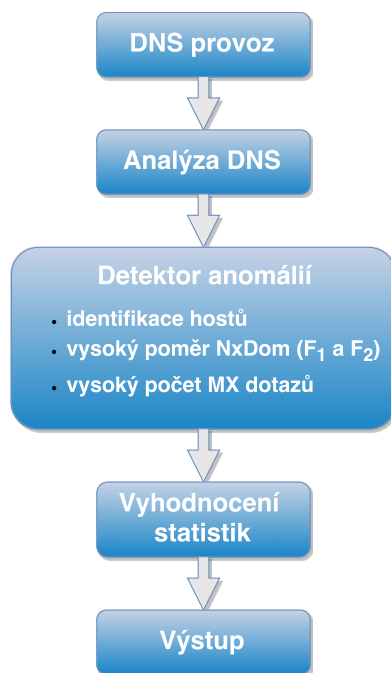 DNS provoz
Analýza DNS
Detektor anomálií
• identifikace hostů
• vysoký poměr NxDom (F₁ a F₂)
• vysoký počet MX dotazů
Vyhodnocení
statistik
Výstup